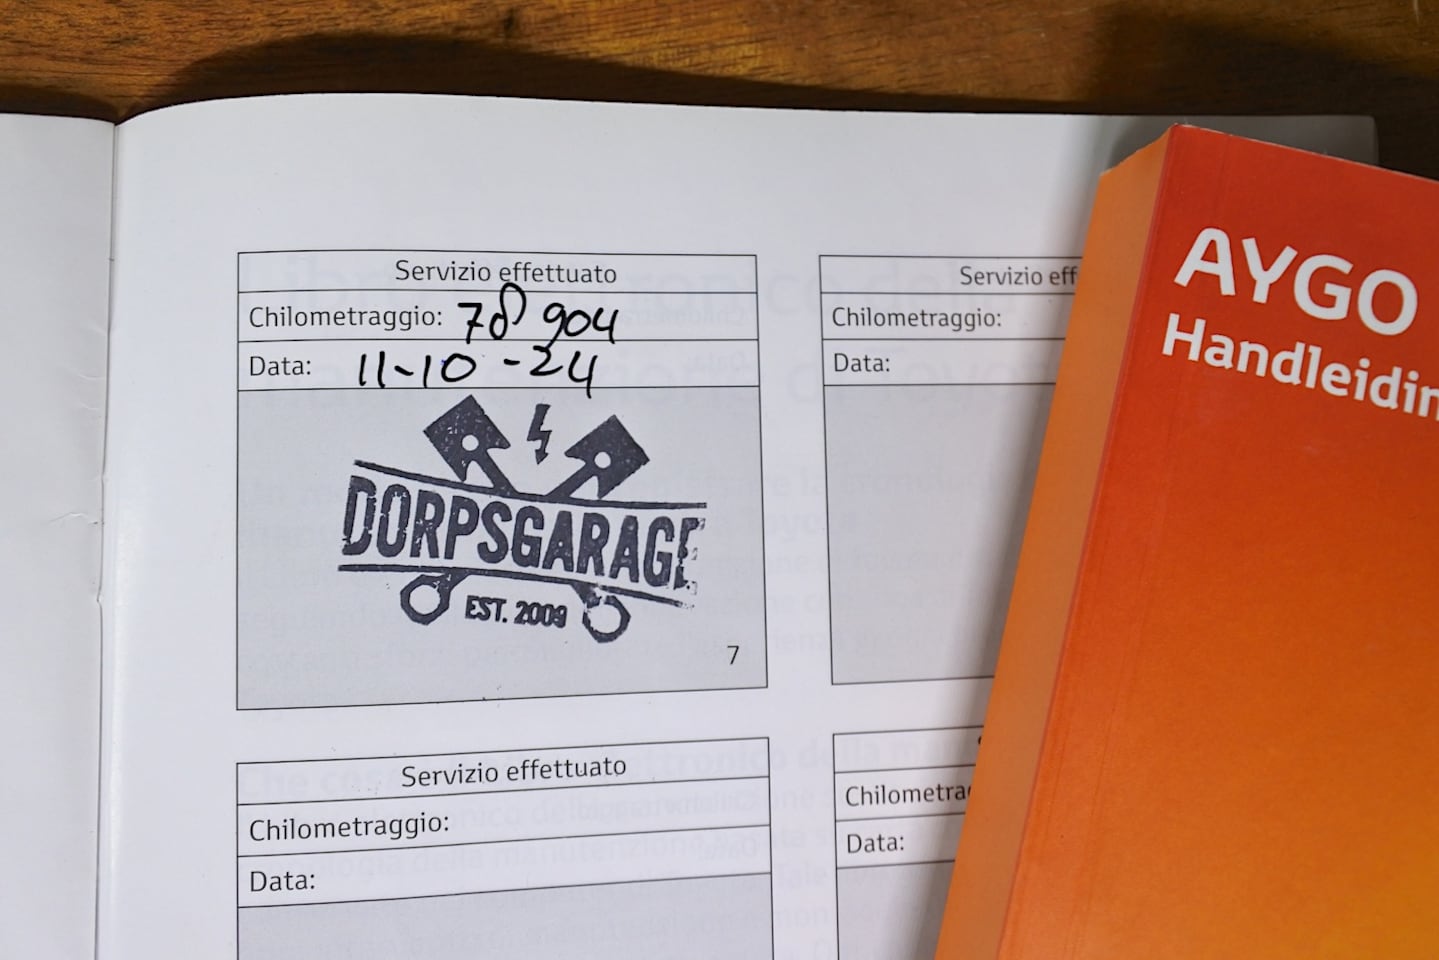 Servizio effettuato
Chilometraggio: 78 904
Data: 11-10-24
DORPSGARAGE
EST. 2009
7
Servizio eff
Chilometraggio:
Data:
Servizio effettuato
Chilometraggio:
Data:
Chilometra
Data:
AYGO
Handleidin